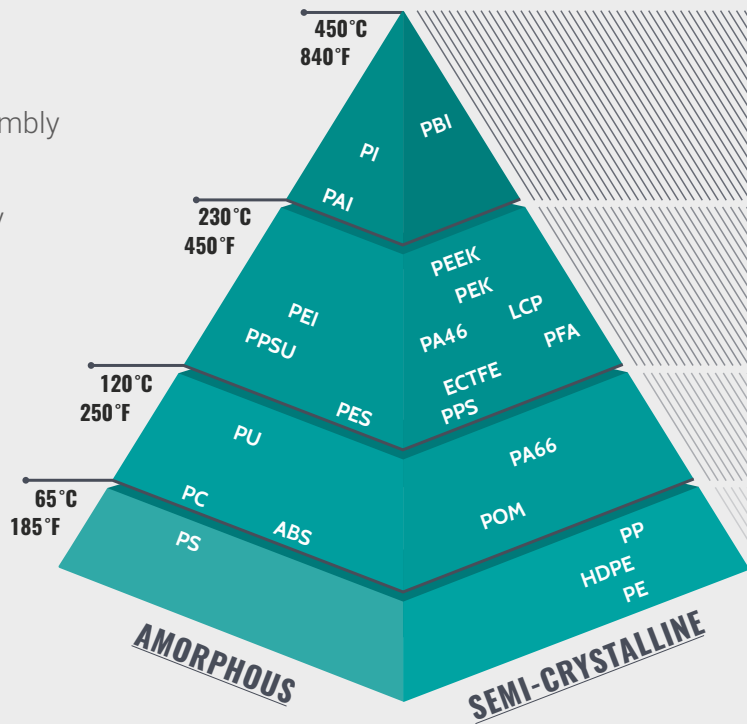 450°C
840°F
mbly
PBI
PI
PAI
230°C
450°F
PEEK
PEK
LCP
PEI
PPSU
PA46
PFA
ECTFE
PPS
120°C
250°F
PES
PU
PA66
PC
POM
65°C
185°F
ABS
PS
PP
HDPE
PE
AMORPHOUS
SEMI-CRYSTALLINE